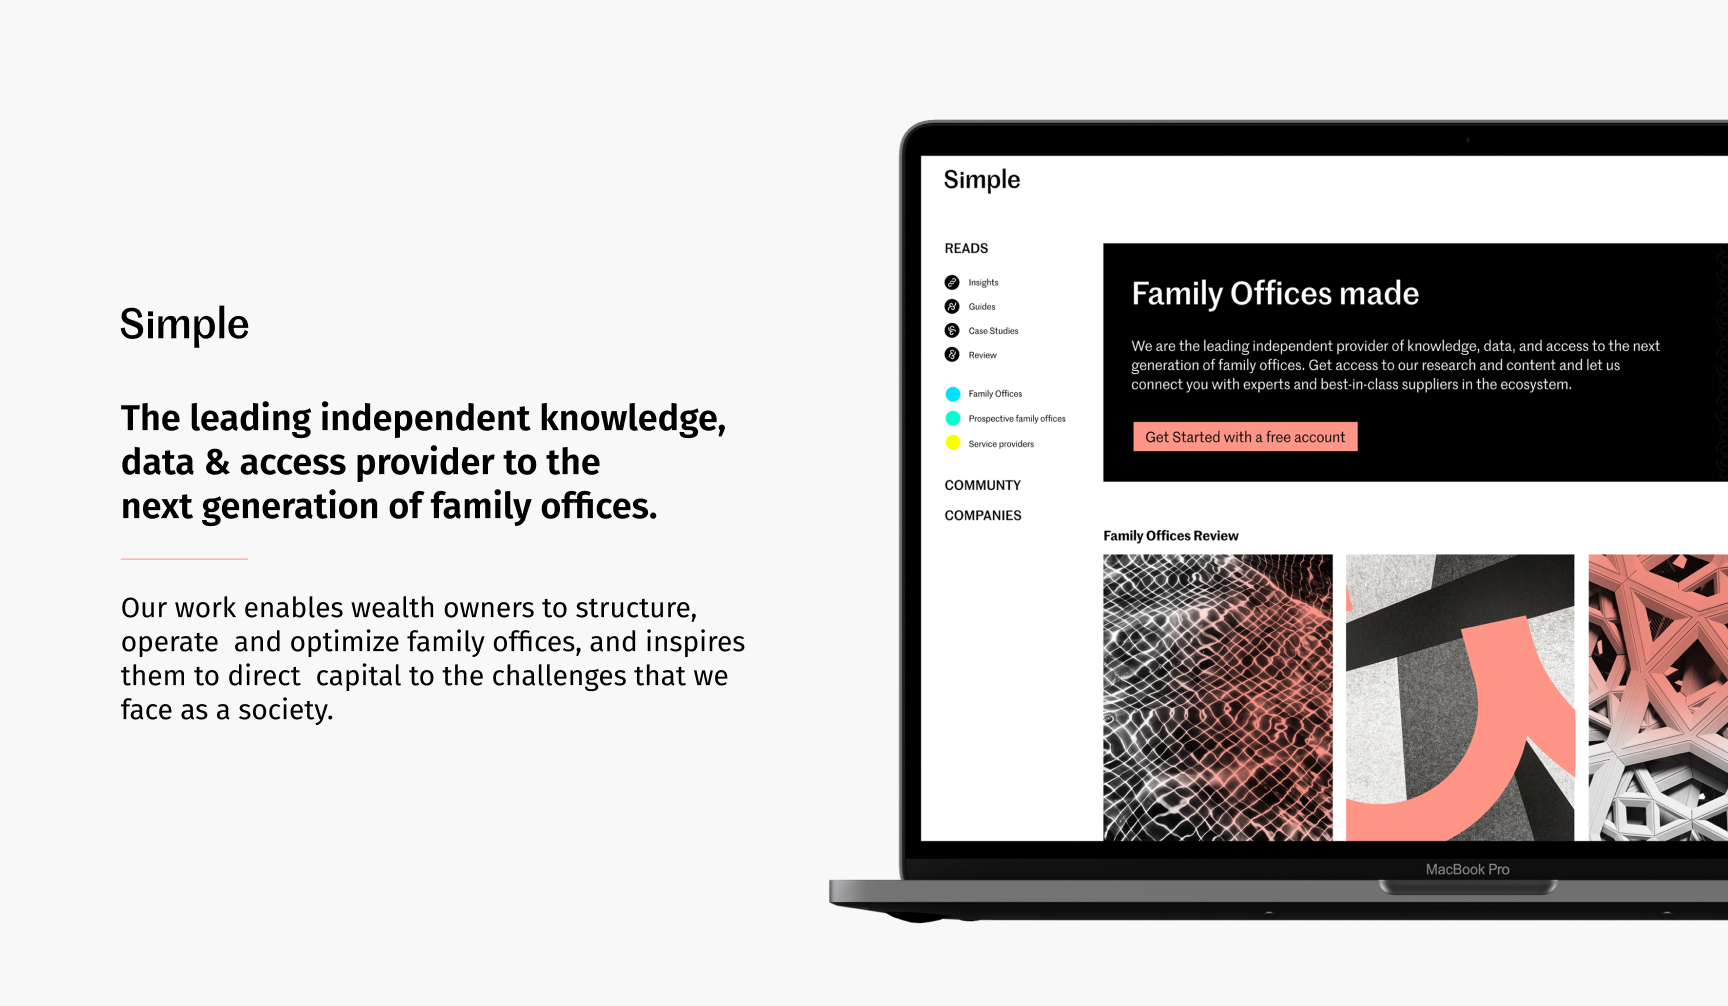 Simple
The leading independent knowledge,
data & access provider to the
next generation of family offices.
Our work enables wealth owners to structure,
operate  and optimize family offices, and inspires
them to direct  capital to the challenges that we
face as a society.
Simple
READS
Insights
Guides
Case Studies
Review
Family Offices
Prospective family offices
Service providers
COMMUNTY
COMPANIES
Family Offices made
We are the leading independent provider of knowledge, data, and access to the next
generation of family offices. Get access to our research and content and let us
connect you with experts and best-in-class suppliers in the ecosystem.
Get Started with a free account
Family Offices Review
MacBook Pro